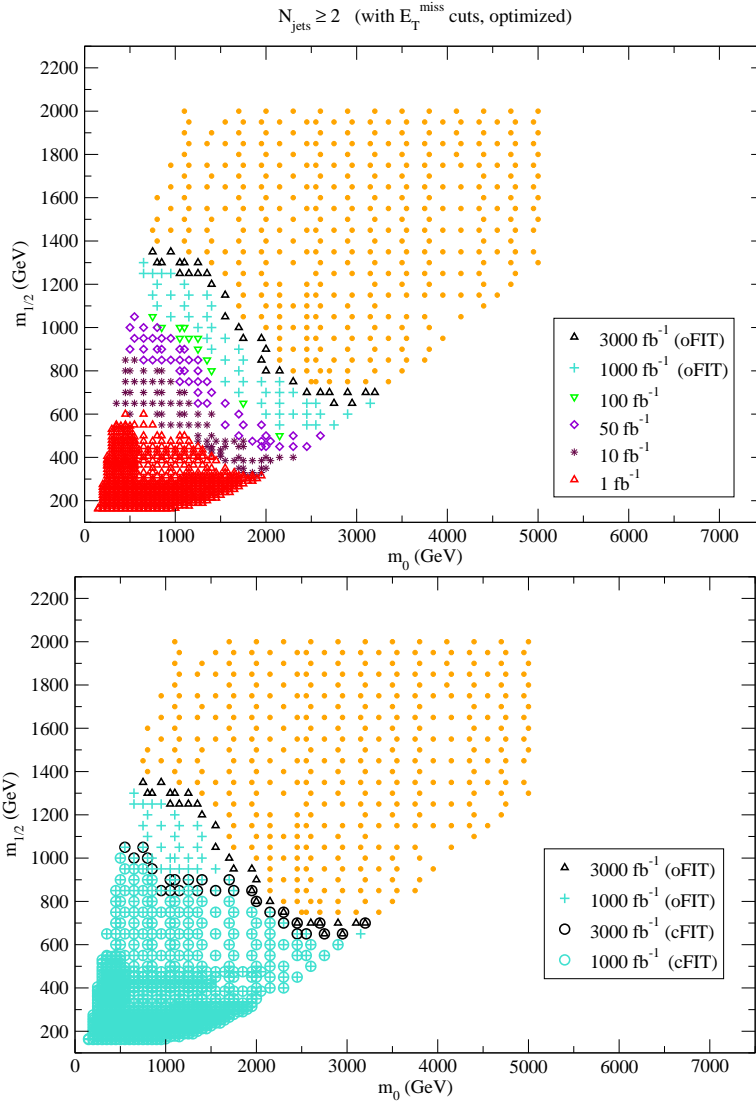 N_jets ≥ 2 (with E_T^miss cuts, optimized)
2200
2000
1800
1600
1400
1200
1000
800
600
400
200
m_1/2 (GeV)
3000 fb^-1 (oFIT)
1000 fb^-1 (oFIT)
100 fb^-1
50 fb^-1
10 fb^-1
1 fb^-1
0 1000 2000 3000 4000 5000 6000 7000
m_0 (GeV)
2200
2000
1800
1600
1400
1200
1000
800
600
400
200
m_1/2 (GeV)
3000 fb^-1 (oFIT)
1000 fb^-1 (oFIT)
3000 fb^-1 (cFIT)
1000 fb^-1 (cFIT)
0 1000 2000 3000 4000 5000 6000 7000
m_0 (GeV)